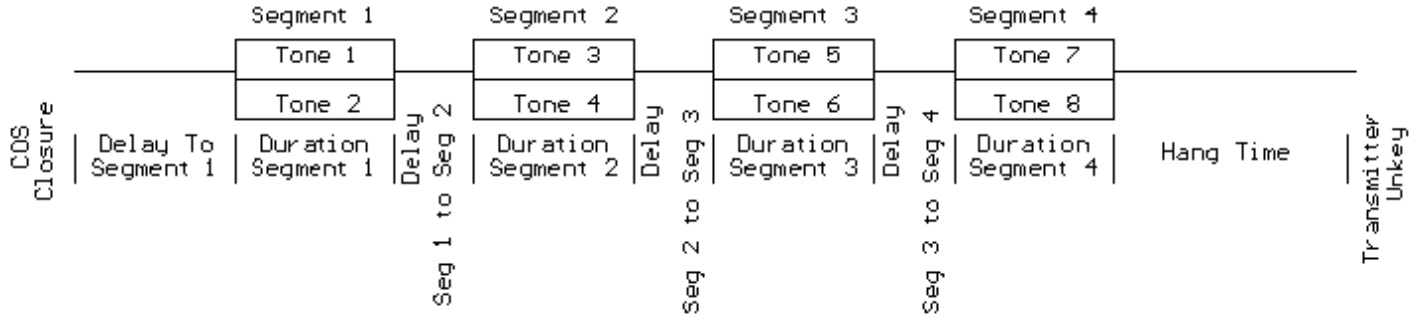 Segment 1
Segment 2
Segment 3
Segment 4
Tone 1
Tone 3
Tone 5
Tone 7
Tone 2
Tone 4
Tone 6
Tone 8
COS
Closure
Delay To
Segment 1
Duration
Segment 1
Delay
Seg 1 to Seg 2
Duration
Segment 2
Delay
Seg 2 to Seg 3
Duration
Segment 3
Delay
Seg 3 to Seg 4
Duration
Segment 4
Hang Time
Transmitter
Unkey